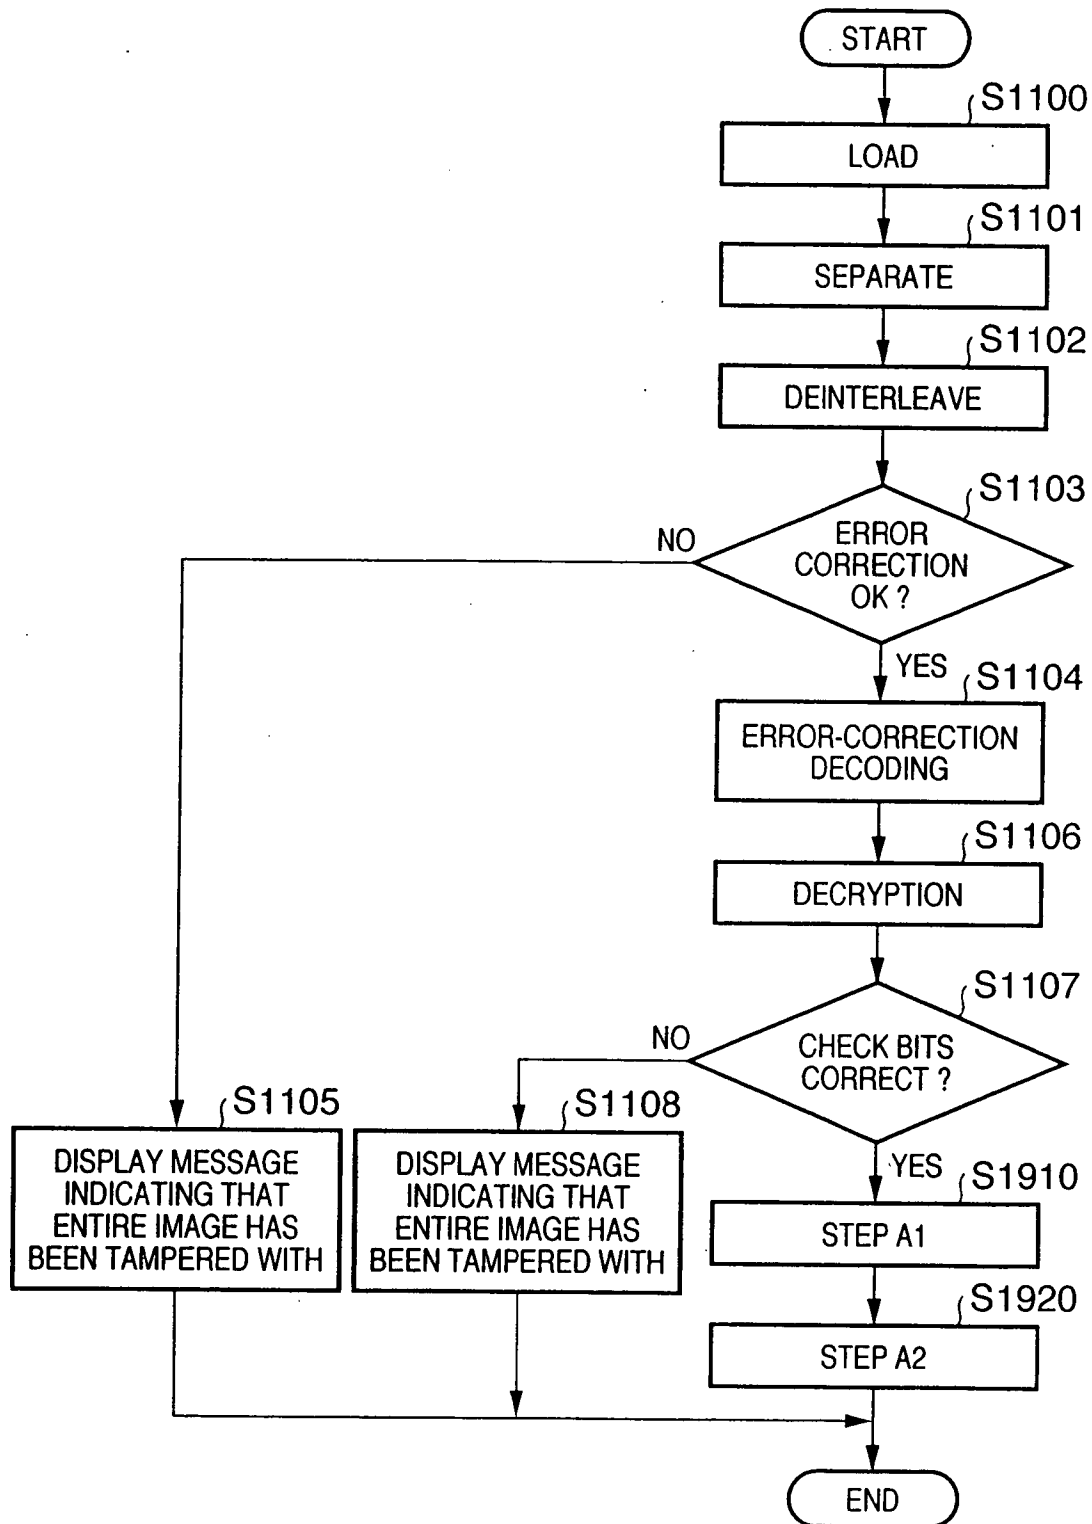 START
S1100
LOAD
S1101
SEPARATE
S1102
DEINTERLEAVE
S1103
ERROR
CORRECTION
OK ?
NO
YES
S1104
ERROR-CORRECTION
DECODING
S1106
DECRYPTION
S1107
CHECK BITS
CORRECT ?
NO
YES
S1105
DISPLAY MESSAGE
INDICATING THAT
ENTIRE IMAGE HAS
BEEN TAMPERED WITH
S1108
DISPLAY MESSAGE
INDICATING THAT
ENTIRE IMAGE HAS
BEEN TAMPERED WITH
S1910
STEP A1
S1920
STEP A2
END